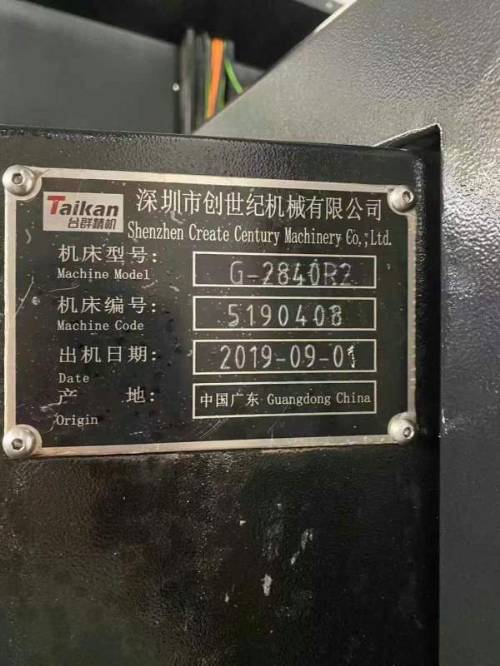 Taikan
台群精机
深圳市创世纪机械有限公司
Shenzhen Create Century Machinery Co.,Ltd.
机床型号: G-2840R2
Machine Model
机床编号: 5190408
Machine Code
出机日期: 2019-09-01
Date
产 地: 中国广东 Guangdong China
Origin